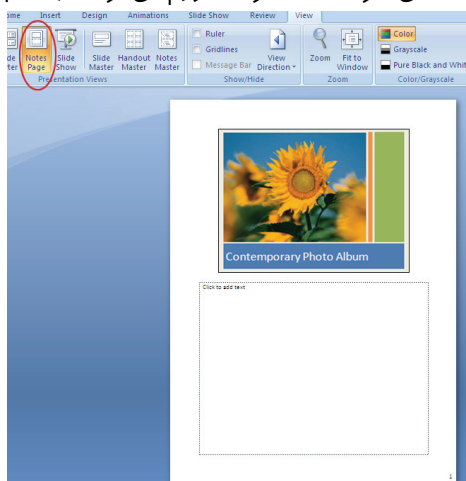 Insert Design Animations Slide Show Review View
Notes Page
Slide Show
Slide Master
Handout Master
Notes Master
Presentation Views
Ruler
Gridlines
Message Bar
View Direction
Show/Hide
Zoom
Fit to Window
Zoom
Color
Grayscale
Pure Black and Whit
Color/Grayscale
Contemporary Photo Album
Click to add text
1